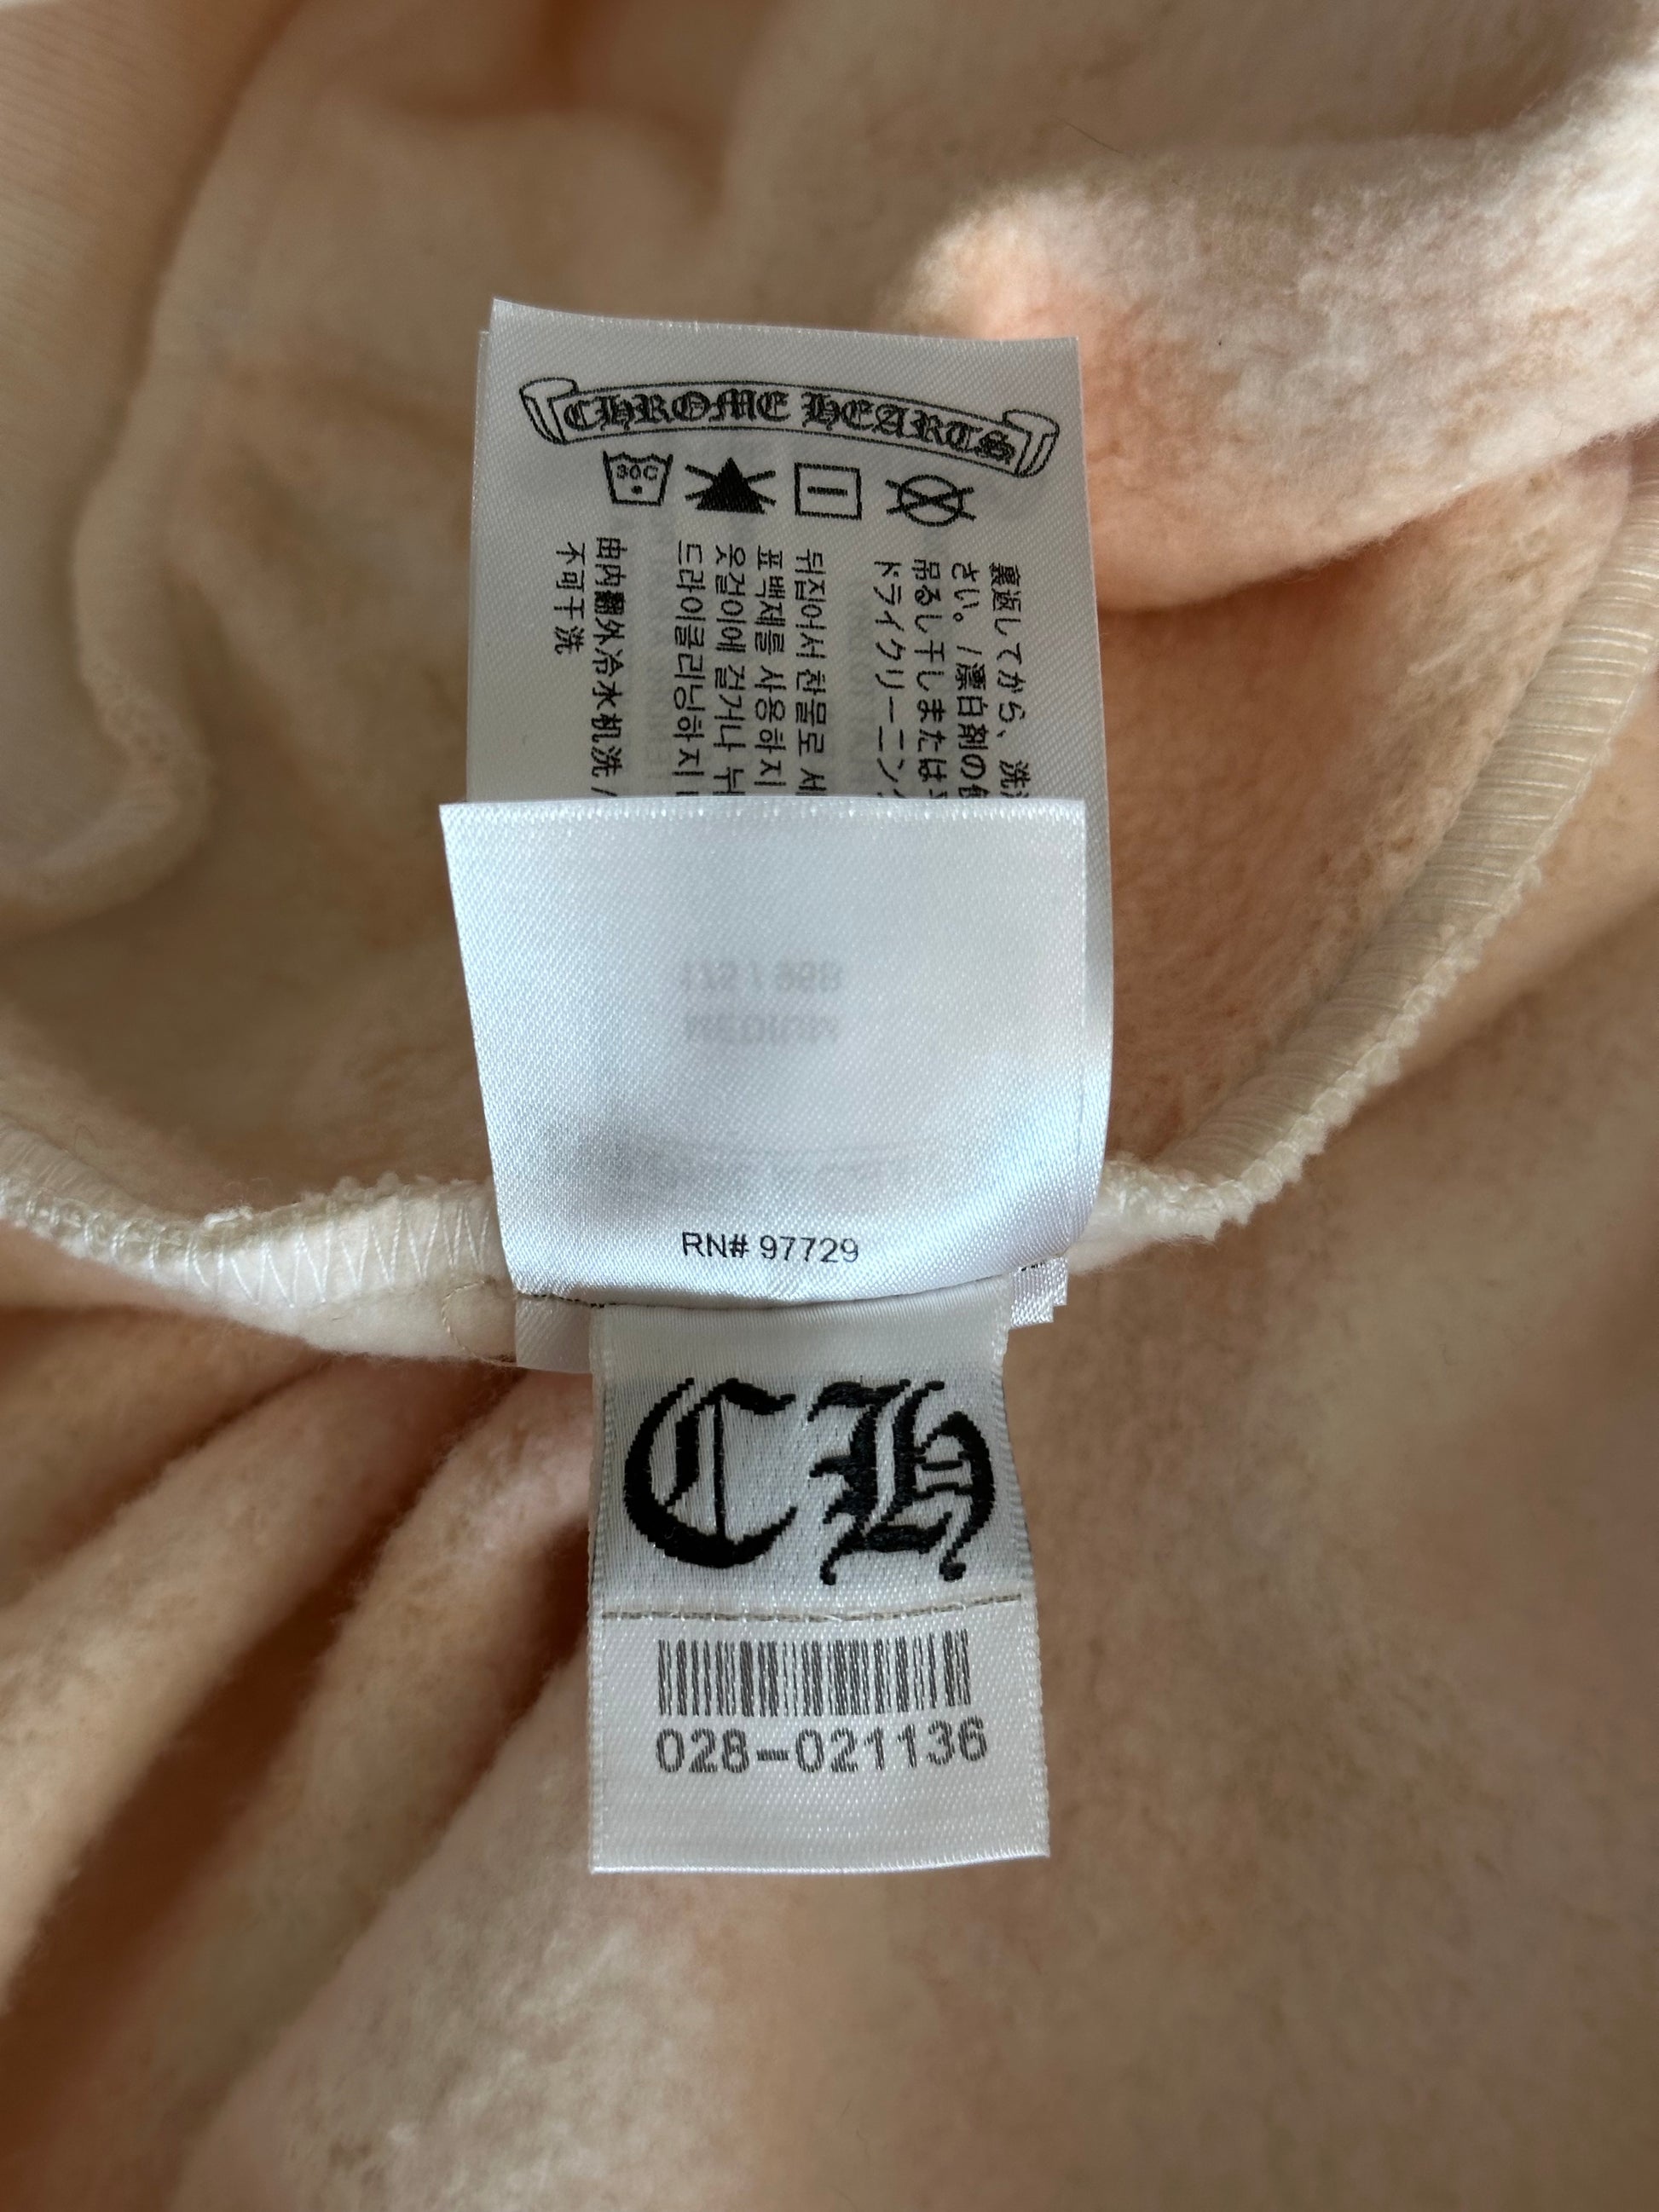 CHROME HEARTS
30C
裏返してから、洗
さい。/漂白剤の
吊るし干しまたは
ドライクリーニン
뒤집어서 찬물로 세
표백제를 사용하지
옷걸이에 걸거나 뉘
드라이클리닝하지
由内翻外冷水机洗 /
不可干洗
RN# 97729
CH
028-021136